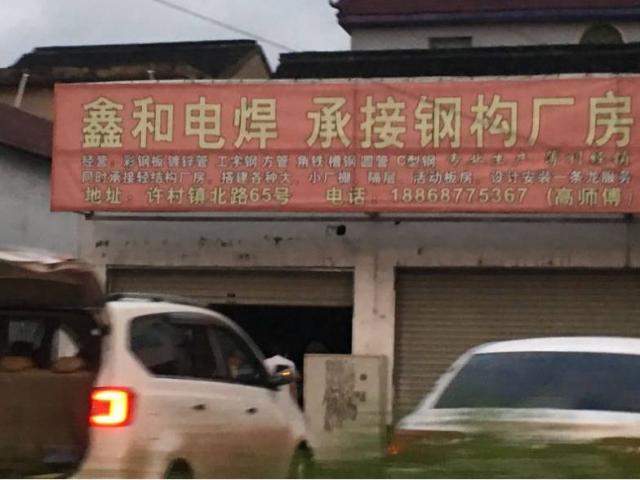 鑫和电焊 承接钢构厂房
经营：彩钢板 镀锌管 工字钢 方管 角铁 槽钢 圆管 C型钢 专业生产
同时承接轻结构厂房、搭建各种大、小厂棚、隔层、活动板房、设计安装一条龙服务
地址：许村镇北路65号 电话：18868775367 (高师傅)